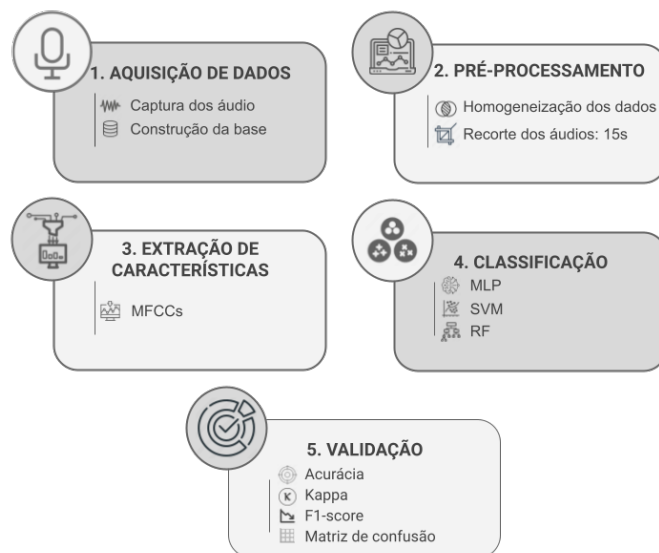 1. AQUISIÇÃO DE DADOS
Captura dos áudio
Construção da base
2. PRÉ-PROCESSAMENTO
Homogeneização dos dados
Recorte dos áudios: 15s
3. EXTRAÇÃO DE
CARACTERÍSTICAS
MFCCs
4. CLASSIFICAÇÃO
MLP
SVM
RF
5. VALIDAÇÃO
Acurácia
K
Kappa
F1-score
Matriz de confusão